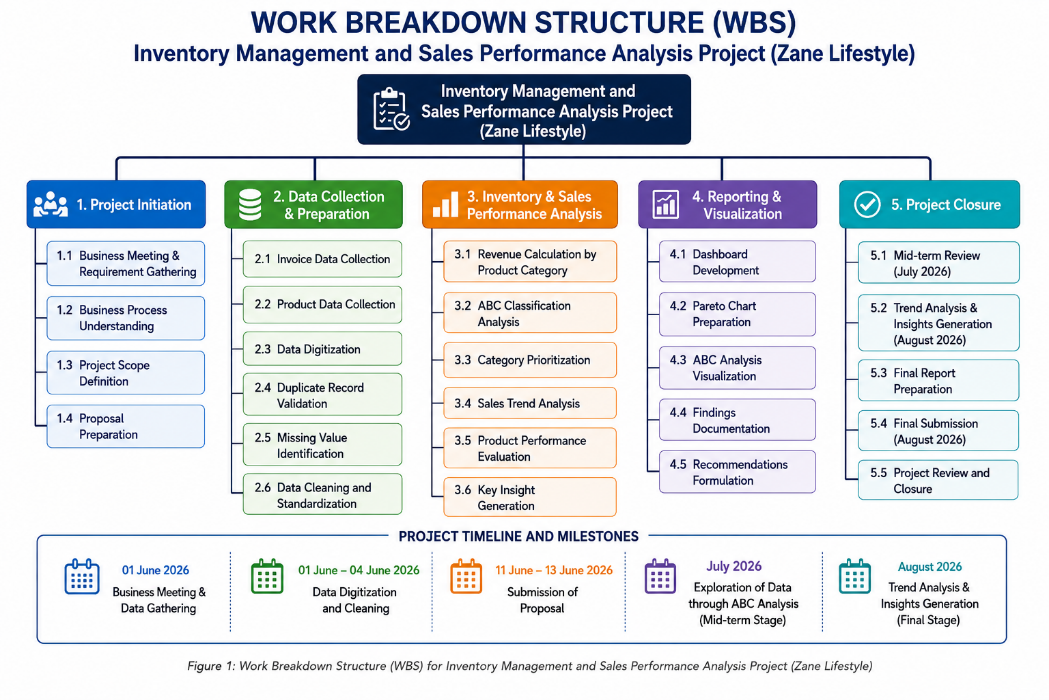 WORK BREAKDOWN STRUCTURE (WBS)
Inventory Management and Sales Performance Analysis Project (Zane Lifestyle)
Inventory Management and
Sales Performance Analysis Project
(Zane Lifestyle)
1. Project Initiation
1.1 Business Meeting &
Requirement Gathering
1.2 Business Process
Understanding
1.3 Project Scope
Definition
1.4 Proposal
Preparation
2. Data Collection
& Preparation
2.1 Invoice Data Collection
2.2 Product Data Collection
2.3 Data Digitization
2.4 Duplicate Record
Validation
2.5 Missing Value
Identification
2.6 Data Cleaning and
Standardization
3. Inventory & Sales
Performance Analysis
3.1 Revenue Calculation by
Product Category
3.2 ABC Classification
Analysis
3.3 Category Prioritization
3.4 Sales Trend Analysis
3.5 Product Performance
Evaluation
3.6 Key Insight
Generation
4. Reporting &
Visualization
4.1 Dashboard
Development
4.2 Pareto Chart
Preparation
4.3 ABC Analysis
Visualization
4.4 Findings
Documentation
4.5 Recommendations
Formulation
5. Project Closure
5.1 Mid-term Review
(July 2026)
5.2 Trend Analysis &
Insights Generation
(August 2026)
5.3 Final Report
Preparation
5.4 Final Submission
(August 2026)
5.5 Project Review and
Closure
PROJECT TIMELINE AND MILESTONES
01 June 2026
Business Meeting &
Data Gathering
01 June – 04 June 2026
Data Digitization
and Cleaning
11 June – 13 June 2026
Submission of
Proposal
July 2026
Exploration of Data
through ABC Analysis
(Mid-term Stage)
August 2026
Trend Analysis &
Insights Generation
(Final Stage)
Figure 1: Work Breakdown Structure (WBS) for Inventory Management and Sales Performance Analysis Project (Zane Lifestyle)